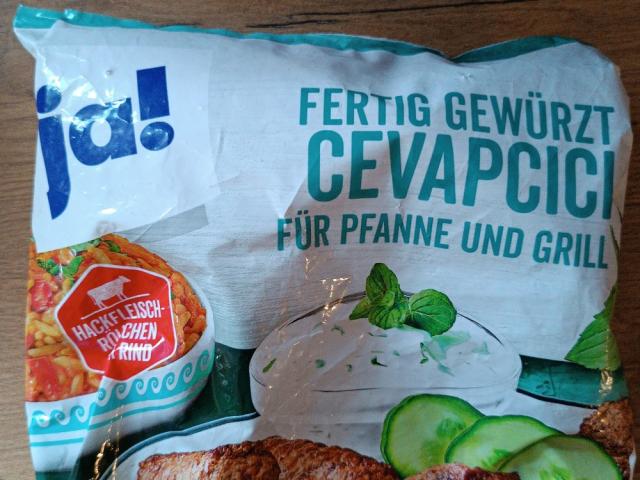 ja!
FERTIG GEWÜRZT
CEVAPCICI
FÜR PFANNE UND GRILL
HACKFLEISCH-
RÖLLCHEN
RIND